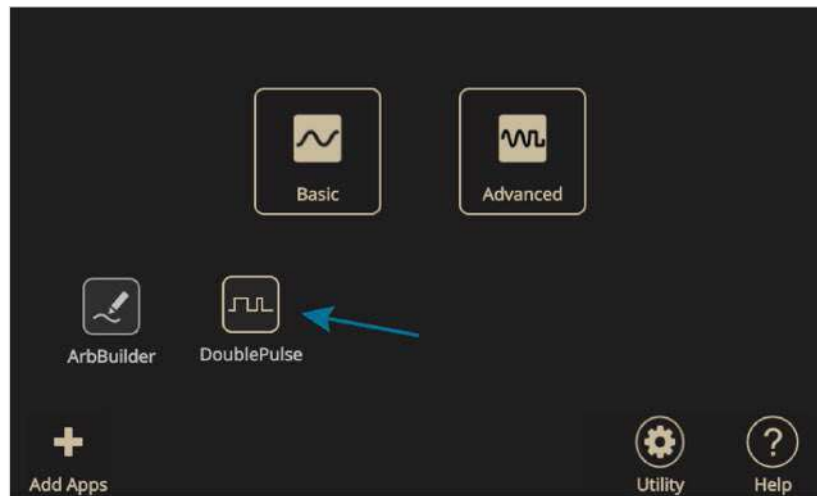 Basic
Advanced
ArbBuilder
DoublePulse
Add Apps
Utility
?
Help